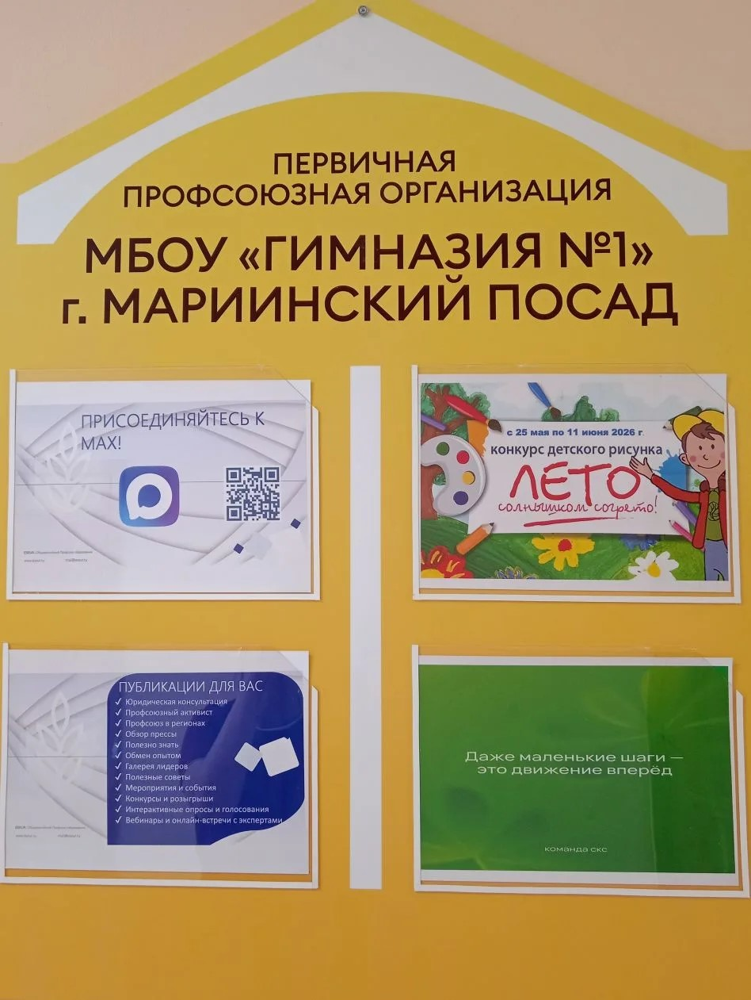 ПЕРВИЧНАЯ
ПРОФСОЮЗНАЯ ОРГАНИЗАЦИЯ
МБОУ «ГИМНАЗИЯ №1»
г. МАРИИНСКИЙ ПОСАД
ПРИСОЕДИНЯЙТЕСЬ К
МАХ!
с 25 мая по 11 июня 2026 г.
конкурс детского рисунка
ЛЕТО
солнышком согрето!
ПУБЛИКАЦИИ ДЛЯ ВАС
✓ Юридическая консультация
✓ Профсоюзный активист
✓ Профсоюз в регионах
✓ Обзор прессы
✓ Полезно знать
✓ Обмен опытом
✓ Галерея лидеров
✓ Полезные советы
✓ Мероприятия и события
✓ Конкурсы и розыгрыши
✓ Интерактивные опросы и голосования
✓ Вебинары и онлайн-встречи с экспертами
Даже маленькие шаги —
это движение вперёд
команда скс